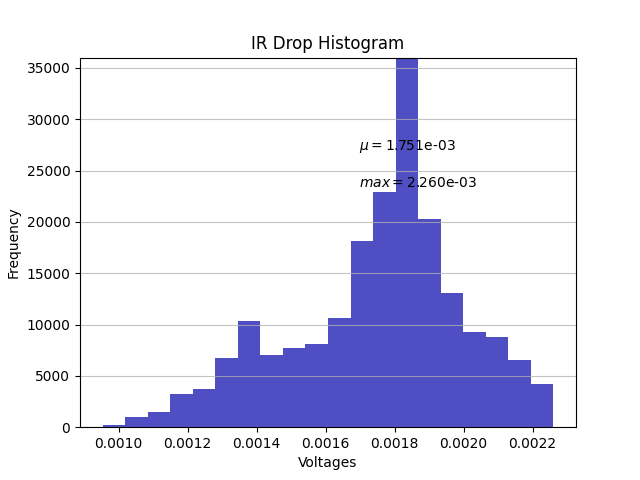 IR Drop Histogram
35000
30000
25000
20000
15000
10000
5000
0
Frequency
μ = 1.751e-03
max = 2.260e-03
0.0010 0.0012 0.0014 0.0016 0.0018 0.0020 0.0022
Voltages